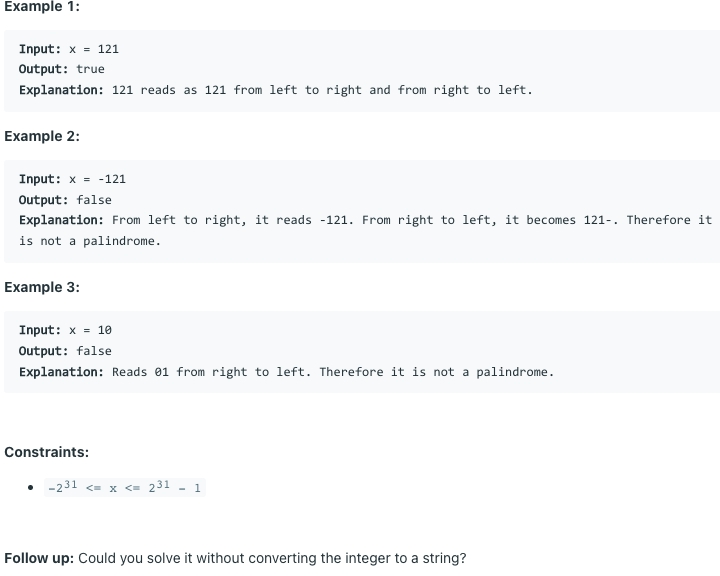 Example 1:
Input: x = 121
Output: true
Explanation: 121 reads as 121 from left to right and from right to left.
Example 2:
Input: x = -121
Output: false
Explanation: From left to right, it reads -121. From right to left, it becomes 121-. Therefore it
is not a palindrome.
Example 3:
Input: x = 10
Output: false
Explanation: Reads 01 from right to left. Therefore it is not a palindrome.
Constraints:
• -2³¹ <= x <= 2³¹ - 1
Follow up: Could you solve it without converting the integer to a string?